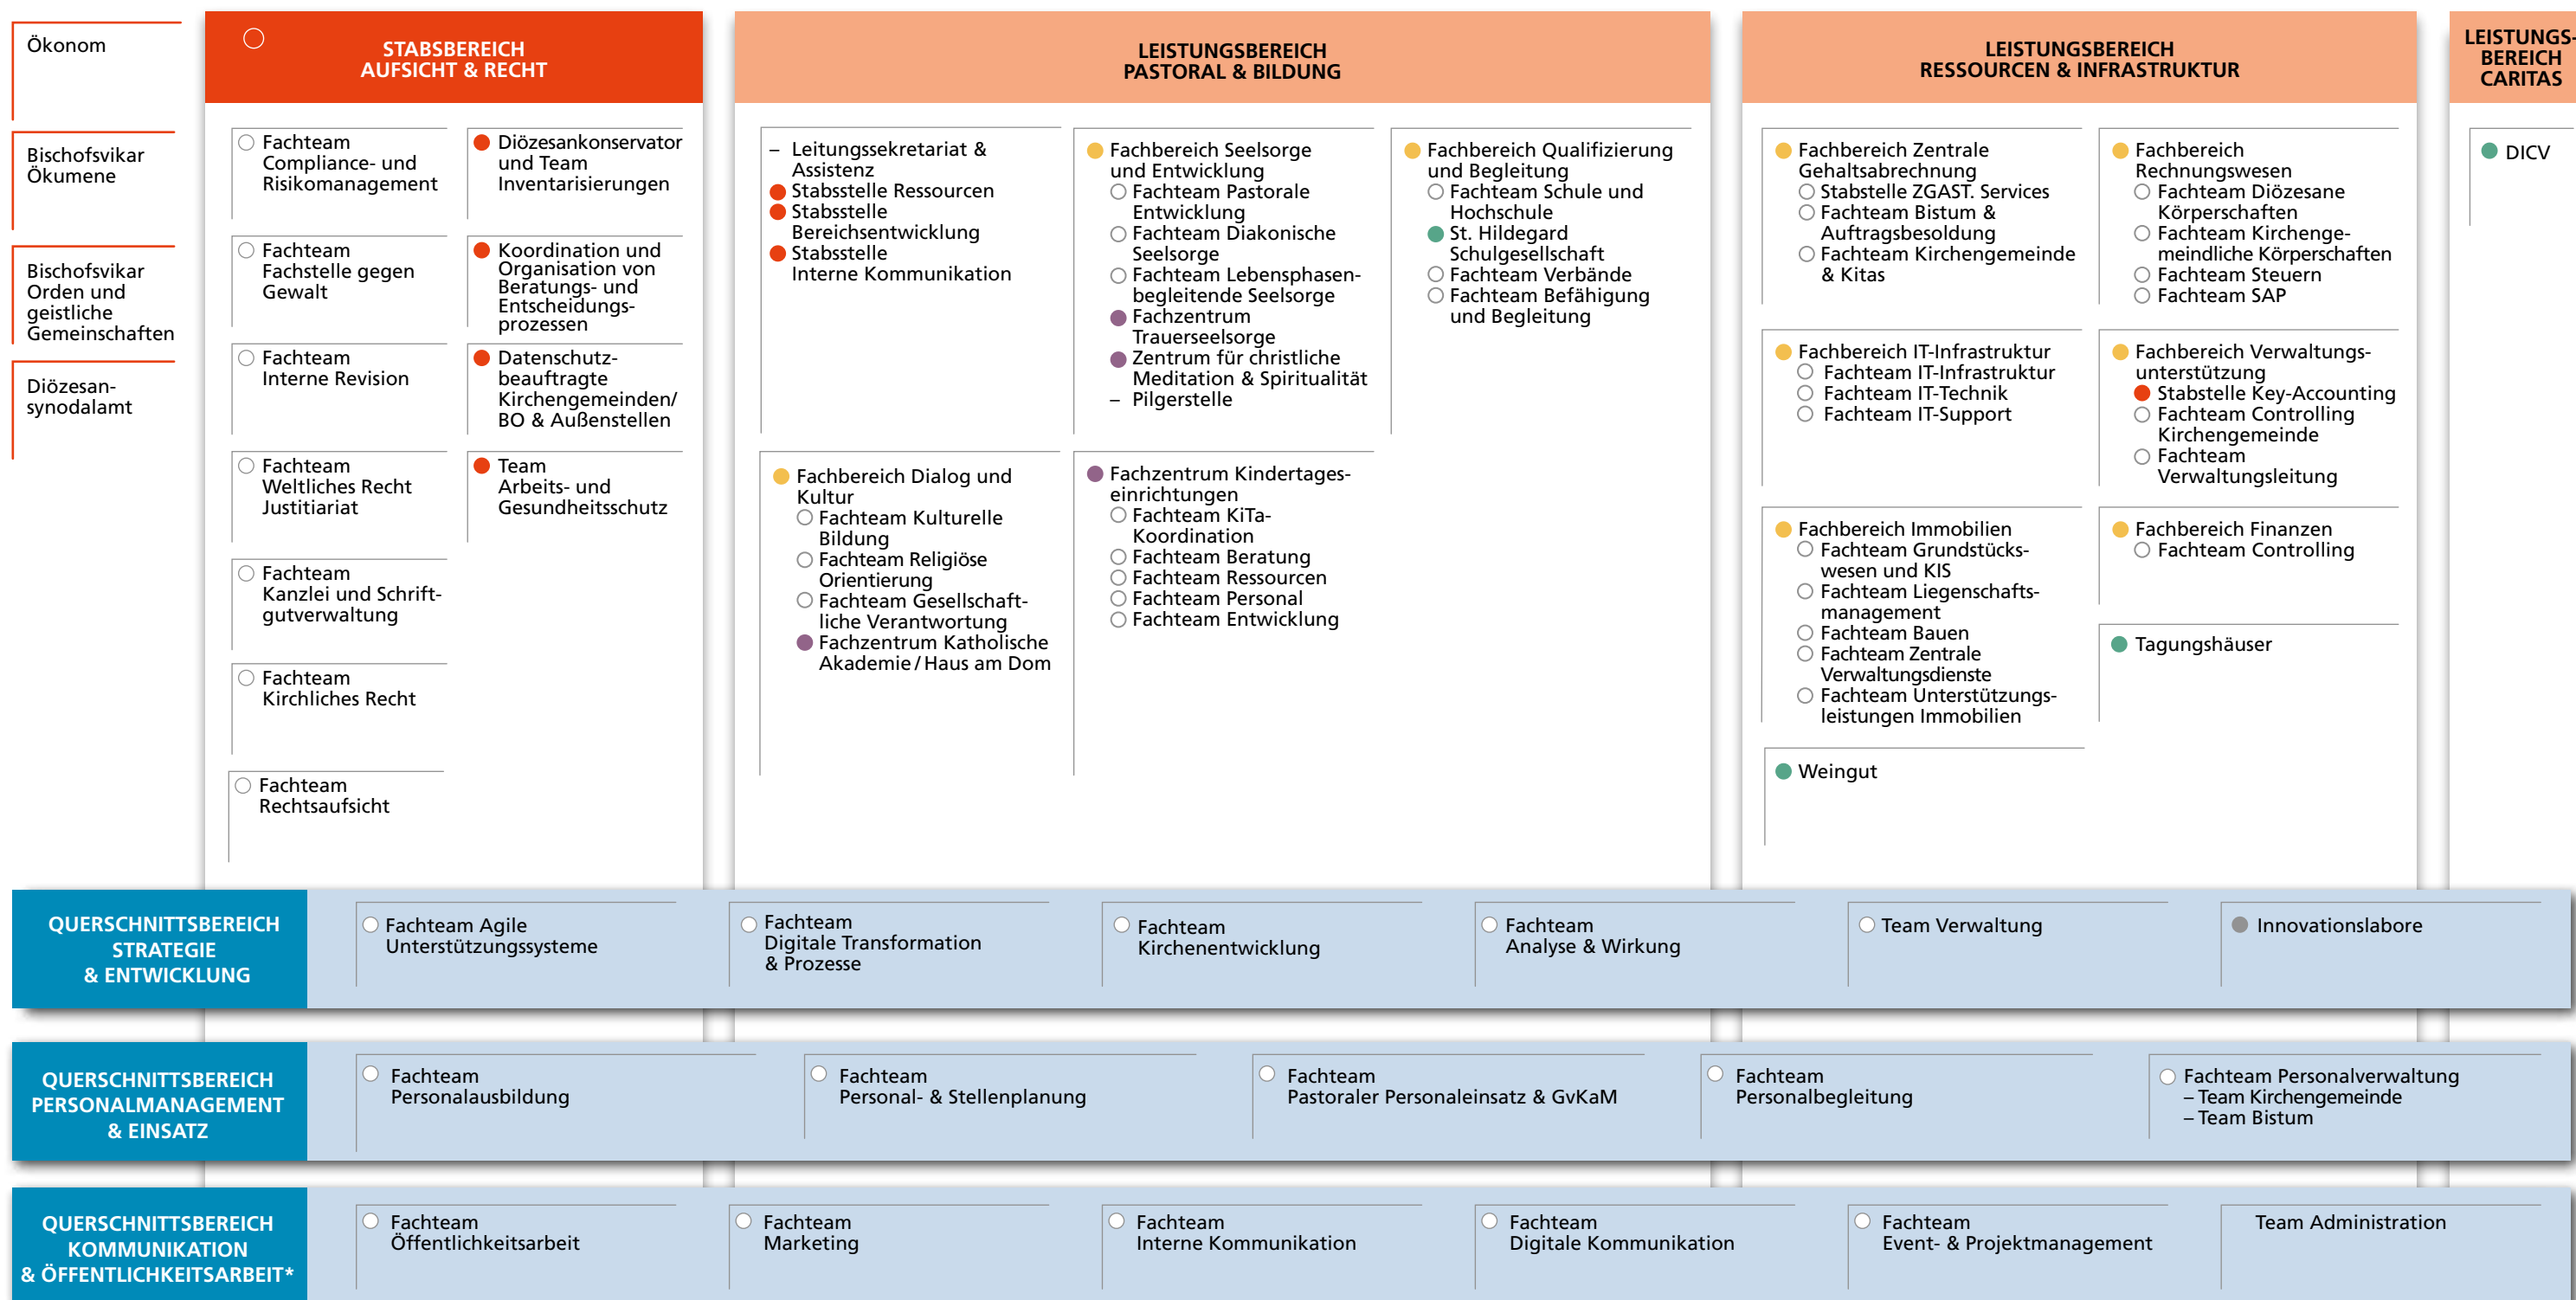 Ökonom
Bischofsvikar
Ökumene
Bischofsvikar
Orden und
geistliche
Gemeinschaften
Diözesan-
synodalamt
STABSBEREICH
AUFSICHT & RECHT
Fachteam
Compliance- und
Risikomanagement
Fachteam
Fachstelle gegen
Gewalt
Fachteam
Interne Revision
Fachteam
Weltliches Recht
Justitiariat
Fachteam
Kanzlei und Schrift-
gutverwaltung
Fachteam
Kirchliches Recht
Fachteam
Rechtsaufsicht
Diözesankonservator
und Team
Inventarisierungen
Koordination und
Organisation von
Beratungs- und
Entscheidungs-
prozessen
Datenschutz-
beauftragte
Kirchengemeinden/
BO & Außenstellen
Team
Arbeits- und
Gesundheitsschutz
LEISTUNGSBEREICH
PASTORAL & BILDUNG
– Leitungssekretariat &
Assistenz
Stabsstelle Ressourcen
Stabsstelle
Bereichsentwicklung
Stabsstelle
Interne Kommunikation
Fachbereich Seelsorge
und Entwicklung
Fachteam Pastorale
Entwicklung
Fachteam Diakonische
Seelsorge
Fachteam Lebensphasen-
begleitende Seelsorge
Fachzentrum
Trauerseelsorge
Zentrum für christliche
Meditation & Spiritualität
– Pilgerstelle
Fachbereich Qualifizierung
und Begleitung
Fachteam Schule und
Hochschule
St. Hildegard
Schulgesellschaft
Fachteam Verbände
Fachteam Befähigung
und Begleitung
Fachbereich Dialog und
Kultur
Fachteam Kulturelle
Bildung
Fachteam Religiöse
Orientierung
Fachteam Gesellschaft-
liche Verantwortung
Fachzentrum Katholische
Akademie / Haus am Dom
Fachzentrum Kindertages-
einrichtungen
Fachteam KiTa-
Koordination
Fachteam Beratung
Fachteam Ressourcen
Fachteam Personal
Fachteam Entwicklung
LEISTUNGSBEREICH
RESSOURCEN & INFRASTRUKTUR
Fachbereich Zentrale
Gehaltsabrechnung
Stabstelle ZGAST. Services
Fachteam Bistum &
Auftragsbesoldung
Fachteam Kirchengemeinde
& Kitas
Fachbereich
Rechnungswesen
Fachteam Diözesane
Körperschaften
Fachteam Kirchenge-
meindliche Körperschaften
Fachteam Steuern
Fachteam SAP
Fachbereich IT-Infrastruktur
Fachteam IT-Infrastruktur
Fachteam IT-Technik
Fachteam IT-Support
Fachbereich Verwaltungs-
unterstützung
Stabstelle Key-Accounting
Fachteam Controlling
Kirchengemeinde
Fachteam
Verwaltungsleitung
Fachbereich Immobilien
Fachteam Grundstücks-
wesen und KIS
Fachteam Liegenschafts-
management
Fachteam Bauen
Fachteam Zentrale
Verwaltungsdienste
Fachteam Unterstützungs-
leistungen Immobilien
Fachbereich Finanzen
Fachteam Controlling
Tagungshäuser
Weingut
LEISTUNGS-
BEREICH
CARITAS
DICV
QUERSCHNITTSBEREICH
STRATEGIE
& ENTWICKLUNG
Fachteam Agile
Unterstützungssysteme
Fachteam
Digitale Transformation
& Prozesse
Fachteam
Kirchenentwicklung
Fachteam
Analyse & Wirkung
Team Verwaltung
Innovationslabore
QUERSCHNITTSBEREICH
PERSONALMANAGEMENT
& EINSATZ
Fachteam
Personalausbildung
Fachteam
Personal- & Stellenplanung
Fachteam
Pastoraler Personaleinsatz & GvKaM
Fachteam
Personalbegleitung
Fachteam Personalverwaltung
– Team Kirchengemeinde
– Team Bistum
QUERSCHNITTSBEREICH
KOMMUNIKATION
& ÖFFENTLICHKEITSARBEIT*
Fachteam
Öffentlichkeitsarbeit
Fachteam
Marketing
Fachteam
Interne Kommunikation
Fachteam
Digitale Kommunikation
Fachteam
Event- & Projektmanagement
Team Administration